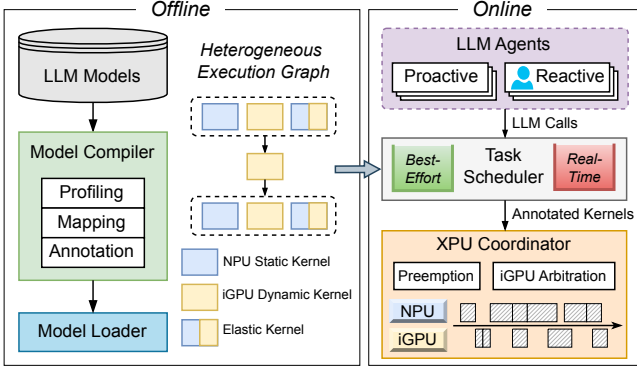 Offline
LLM Models
Model Compiler
Profiling
Mapping
Annotation
Model Loader
Heterogeneous
Execution Graph
NPU Static Kernel
iGPU Dynamic Kernel
Elastic Kernel
Online
LLM Agents
Proactive
Reactive
LLM Calls
Best-
Effort
Task
Scheduler
Real-
Time
Annotated Kernels
XPU Coordinator
Preemption
iGPU Arbitration
NPU
iGPU